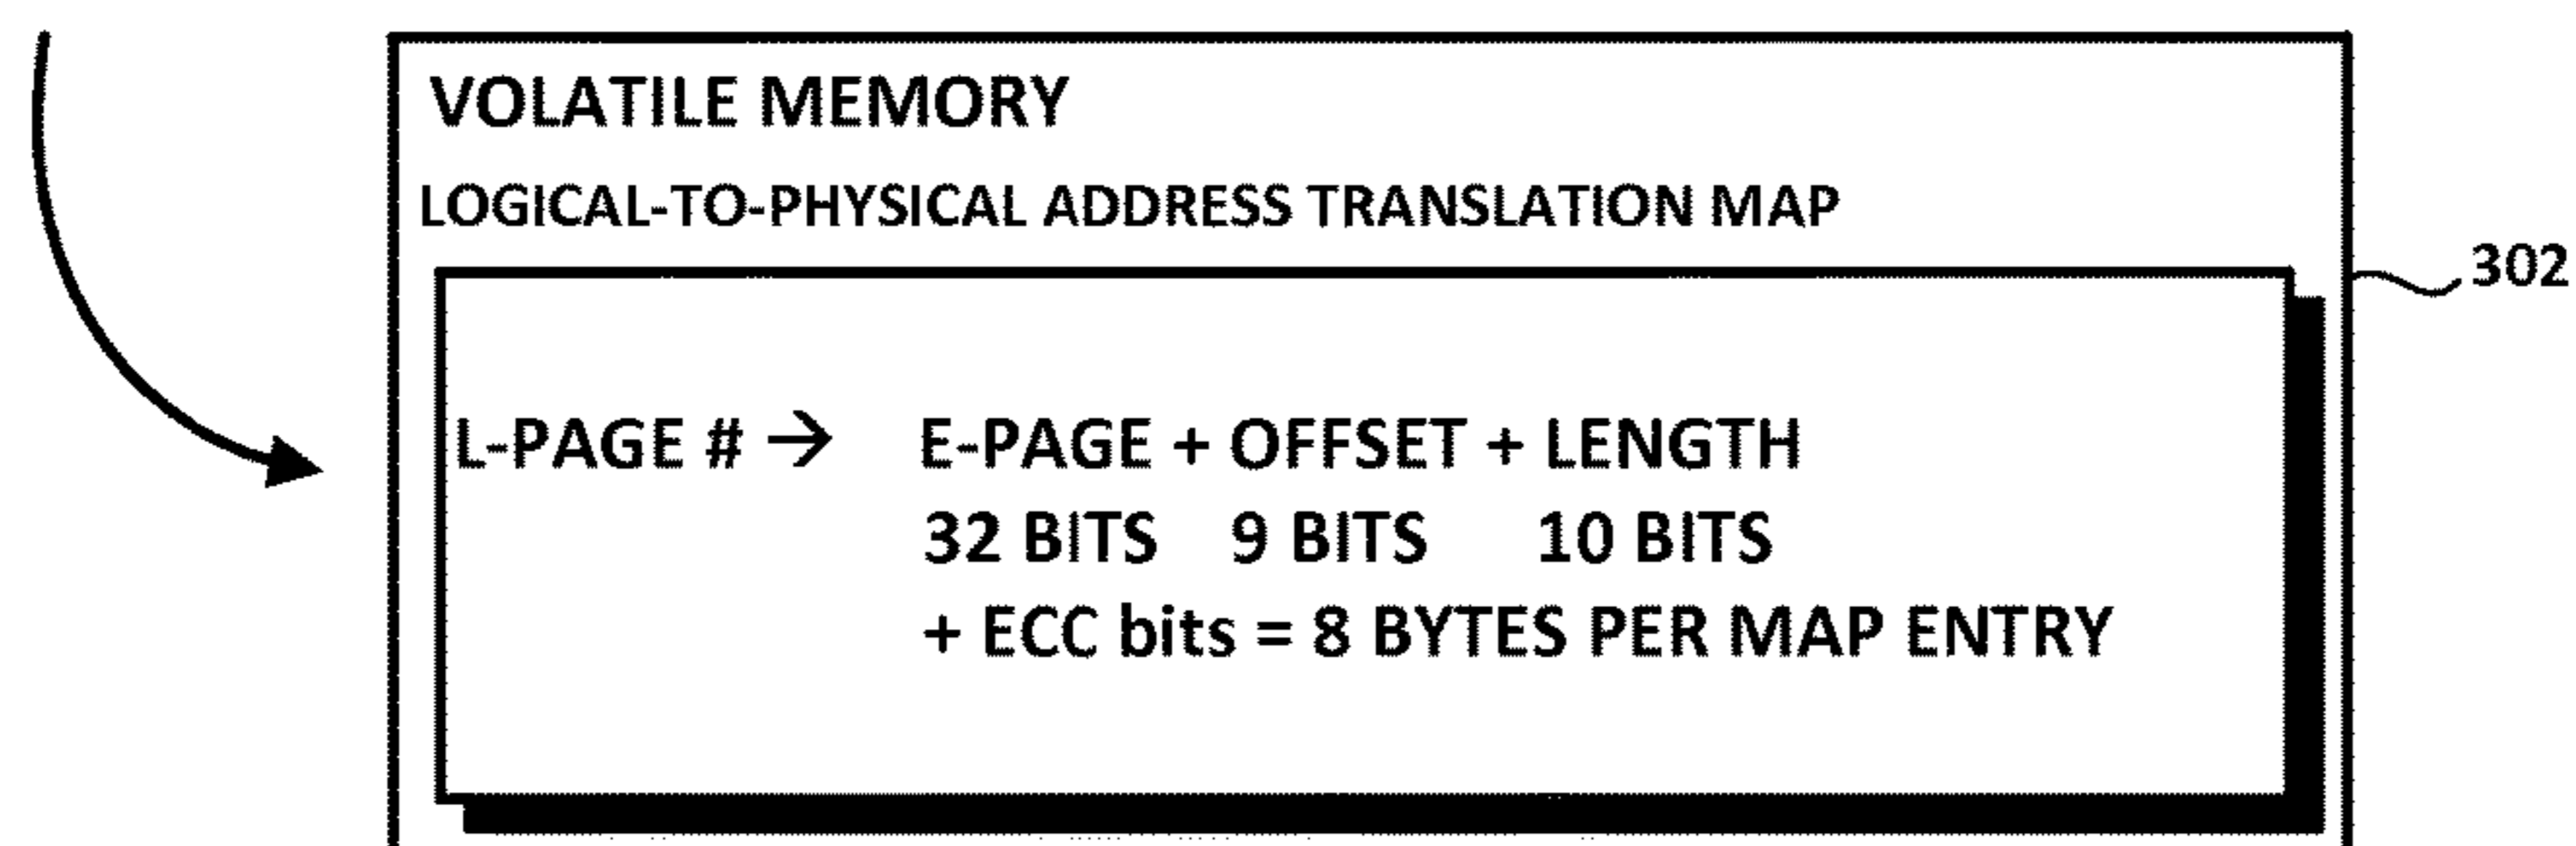 VOLATILE MEMORY
LOGICAL-TO-PHYSICAL ADDRESS TRANSLATION MAP
302
L-PAGE # → E-PAGE + OFFSET + LENGTH
32 BITS 9 BITS 10 BITS
+ ECC bits = 8 BYTES PER MAP ENTRY